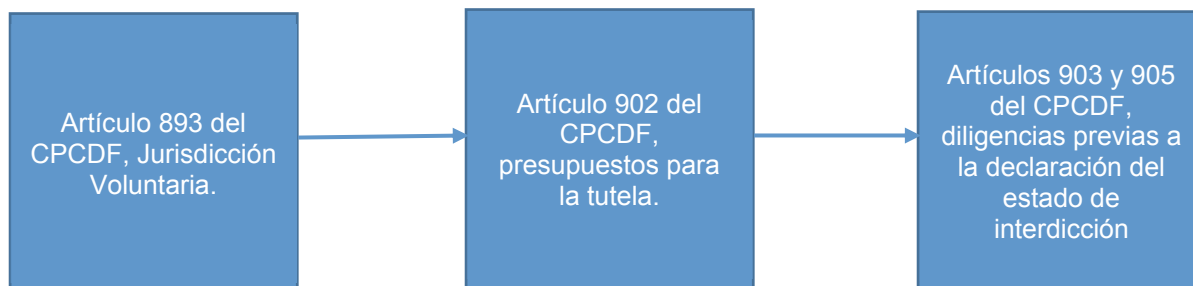 Artículo 893 del
CPCDF, Jurisdicción
Voluntaria.
Artículo 902 del
CPCDF,
presupuestos para
la tutela.
Artículos 903 y 905
del CPCDF,
diligencias previas a
la declaración del
estado de
interdicción